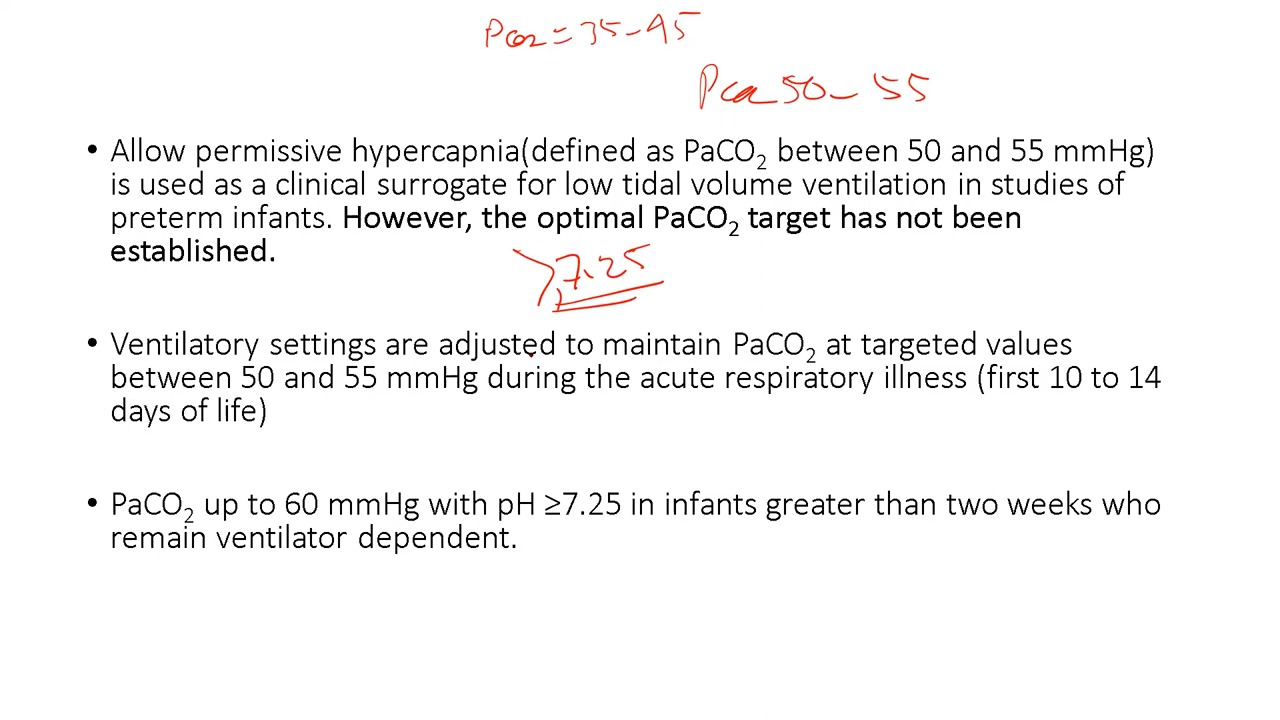 Pco2 = 35-45
Pco2 50-55
• Allow permissive hypercapnia(defined as PaCO2 between 50 and 55 mmHg)
is used as a clinical surrogate for low tidal volume ventilation in studies of
preterm infants. However, the optimal PaCO2 target has not been
established.
7.25
• Ventilatory settings are adjusted to maintain PaCO2 at targeted values
between 50 and 55 mmHg during the acute respiratory illness (first 10 to 14
days of life)
• PaCO2 up to 60 mmHg with pH ≥7.25 in infants greater than two weeks who
remain ventilator dependent.